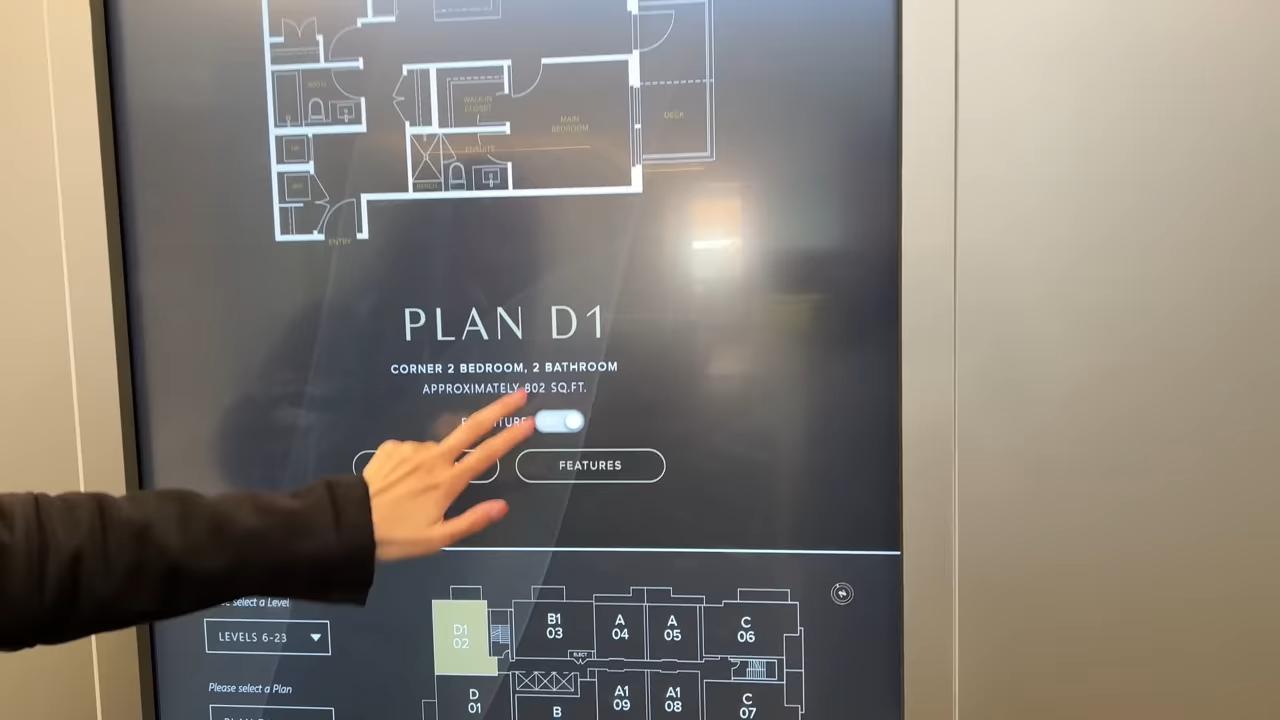 BATH
WALK-IN
CLOSET
MAIN
BEDROOM
DECK
ENSUITE
BENCH
ENTRY
PLAN D1
CORNER 2 BEDROOM, 2 BATHROOM
APPROXIMATELY 802 SQ.FT.
FEATURES
select a Level
LEVELS 6-23
Please select a Plan
D1
02
B1
03
A
04
A
05
C
06
ELECT
D
01
B
A1
09
A1
08
C
07
N